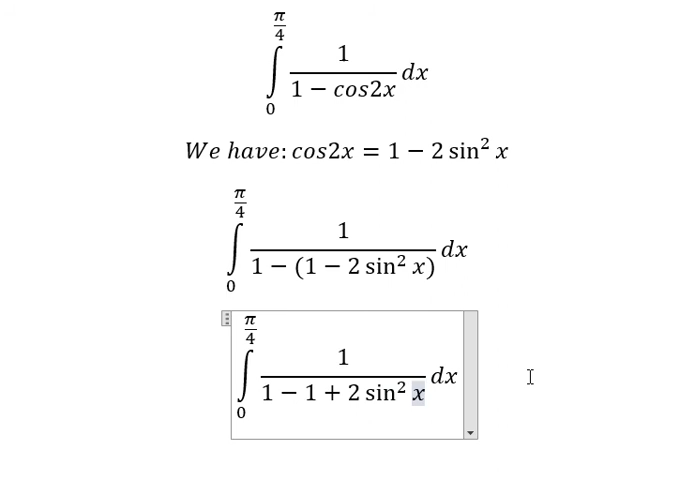 ∫₀^(π/4) 1/(1 − cos2x) dx
We have: cos2x = 1 − 2 sin² x
∫₀^(π/4) 1/(1 − (1 − 2 sin² x)) dx
∫₀^(π/4) 1/(1 − 1 + 2 sin² x) dx